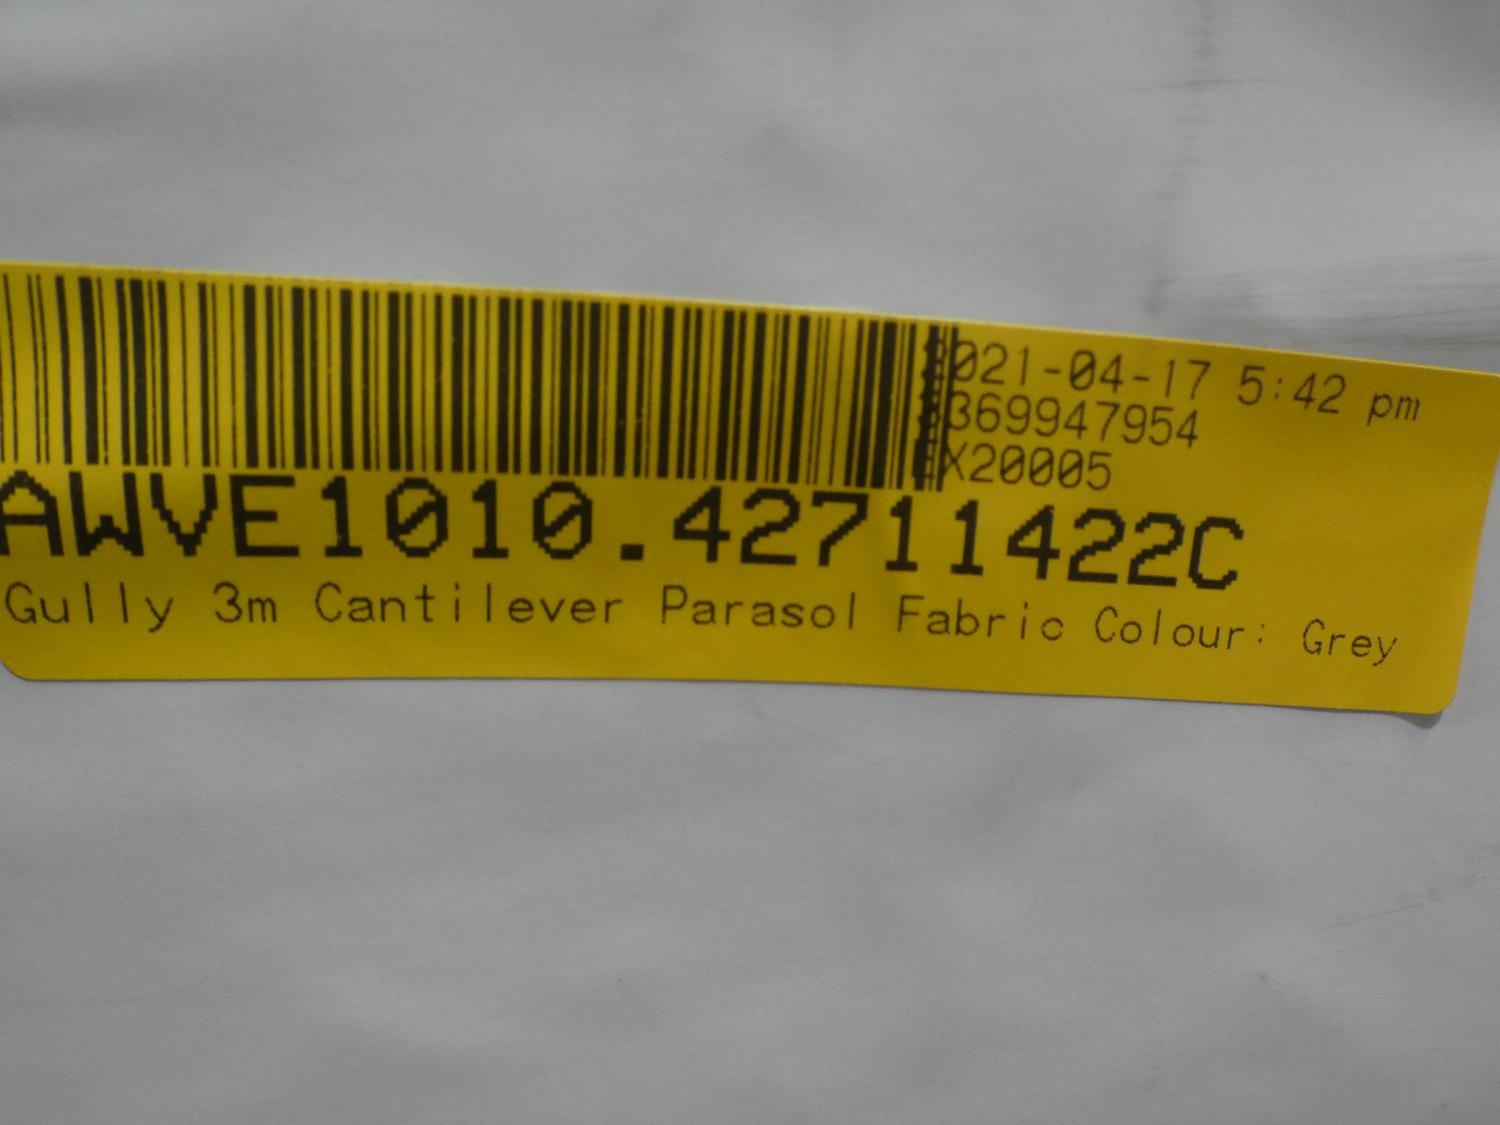 2021-04-17 5:42 pm
369947954
X20005
AWVE1010.42711422C
Gully 3m Cantilever Parasol Fabric Colour: Grey